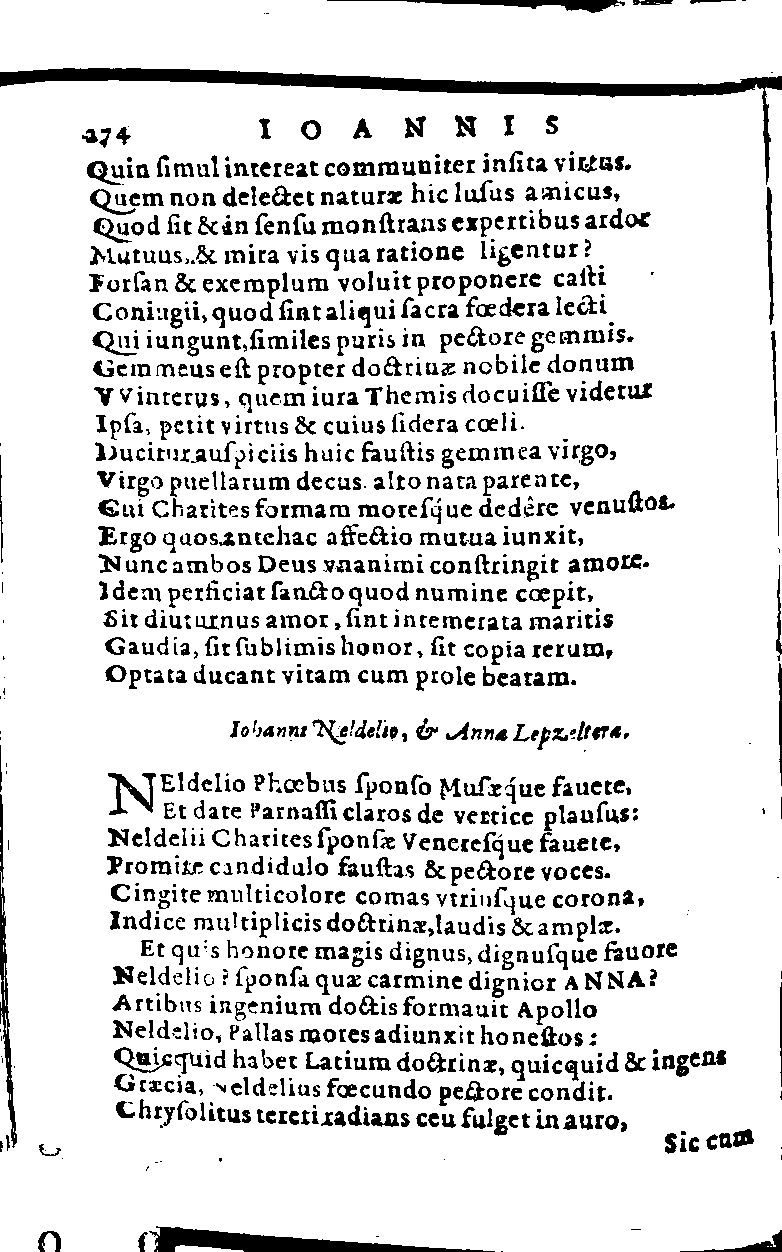 274 IOANNIS
Quin ſimul intereat communiter inſita virtus.
Quem non delectet naturæ hic luſus amicus,
Quod ſit & in ſenſu monſtrans expertibus ardor
Mutuus, & mira vis qua ratione ligentur?
Forſan & exemplum voluit proponere caſti
Coniugii, quod ſint aliqui ſacra fœdera lecti
Qui iungunt, ſimiles puris in pectore gemmis.
Gemmeus eſt propter doctrinæ nobile donum
VVinterus, quem iura Themis docuiſſe videtur
Ipſa, petit virtus & cuius ſidera cœli.
Ducitur auſpiciis huic fauſtis gemmea virgo,
Virgo puellarum decus. alto nata parente,
Cui Charites formam moreſq́ue dedêre venuſtos.
Ergo quos antehac affectio mutua iunxit,
Nunc ambos Deus vnanimi conſtringit amore.
Idem perficiat ſancto quod numine cœpit,
Sit diuturnus amor, ſint intemerata maritis
Gaudia, ſit ſublimis honor, ſit copia rerum,
Optata ducant vitam cum prole beatam.
Iohanni Neldelio, & Anna Lepzeltera.
NEldelio Phœbus ſponſo Muſæq́ue fauete,
Et date Parnaſſi claros de vertice plauſus:
Neldelii Charites ſponſæ Venereſq́ue fauete,
Promite candidulo fauſtas & pectore voces.
Cingite multicolore comas vtriuſque corona,
Indice multiplicis doctrinæ, laudis & amplæ.
Et quis honore magis dignus, dignuſque fauore
Neldelio? ſponſa quæ carmine dignior ANNA?
Artibus ingenium doctis formauit Apollo
Neldelio, Pallas mores adiunxit honeſtos:
Quicquid habet Latium doctrinæ, quicquid & ingens
Græcia, Neldelius fœcundo pectore condit.
Chryſolitus tereti radians ceu fulget in auro,
Sic cum